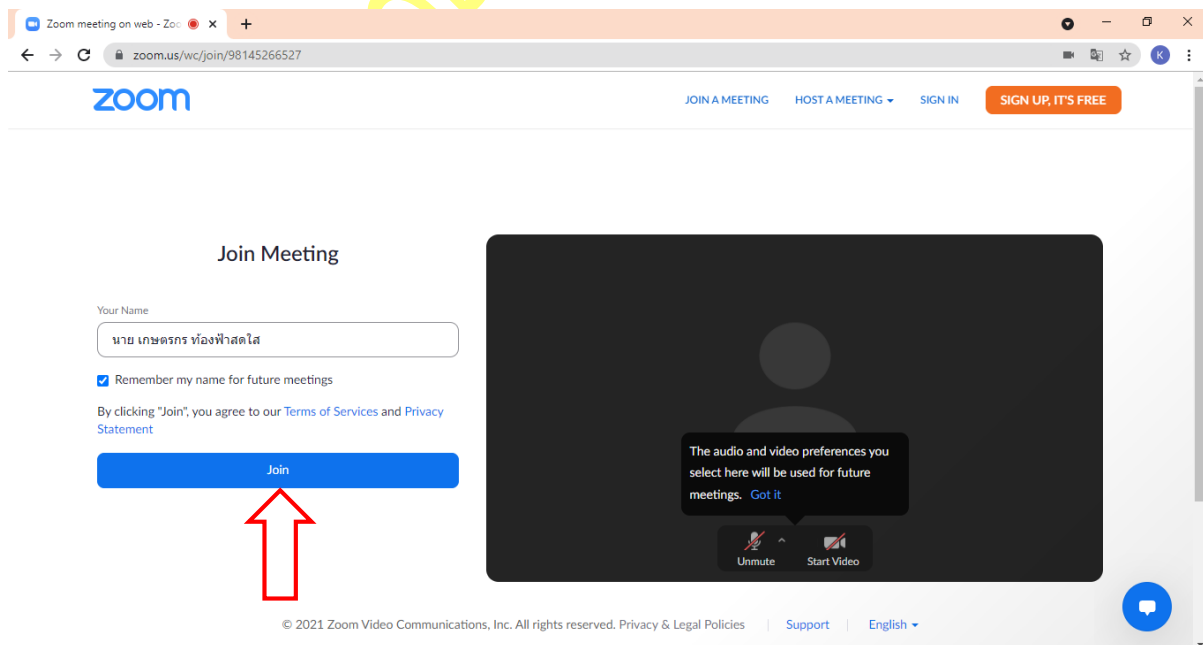 Zoom meeting on web - Zoo
zoom.us/wc/join/98145266527
K
zoom
JOIN A MEETING
HOST A MEETING
SIGN IN
SIGN UP, IT'S FREE
Join Meeting
Your Name
นาย เกษตรกร ท้องฟ้าสดใส
Remember my name for future meetings
By clicking "Join", you agree to our Terms of Services and Privacy
Statement
Join
The audio and video preferences you
select here will be used for future
meetings. Got it
Unmute
Start Video
© 2021 Zoom Video Communications, Inc. All rights reserved. Privacy & Legal Policies
Support
English